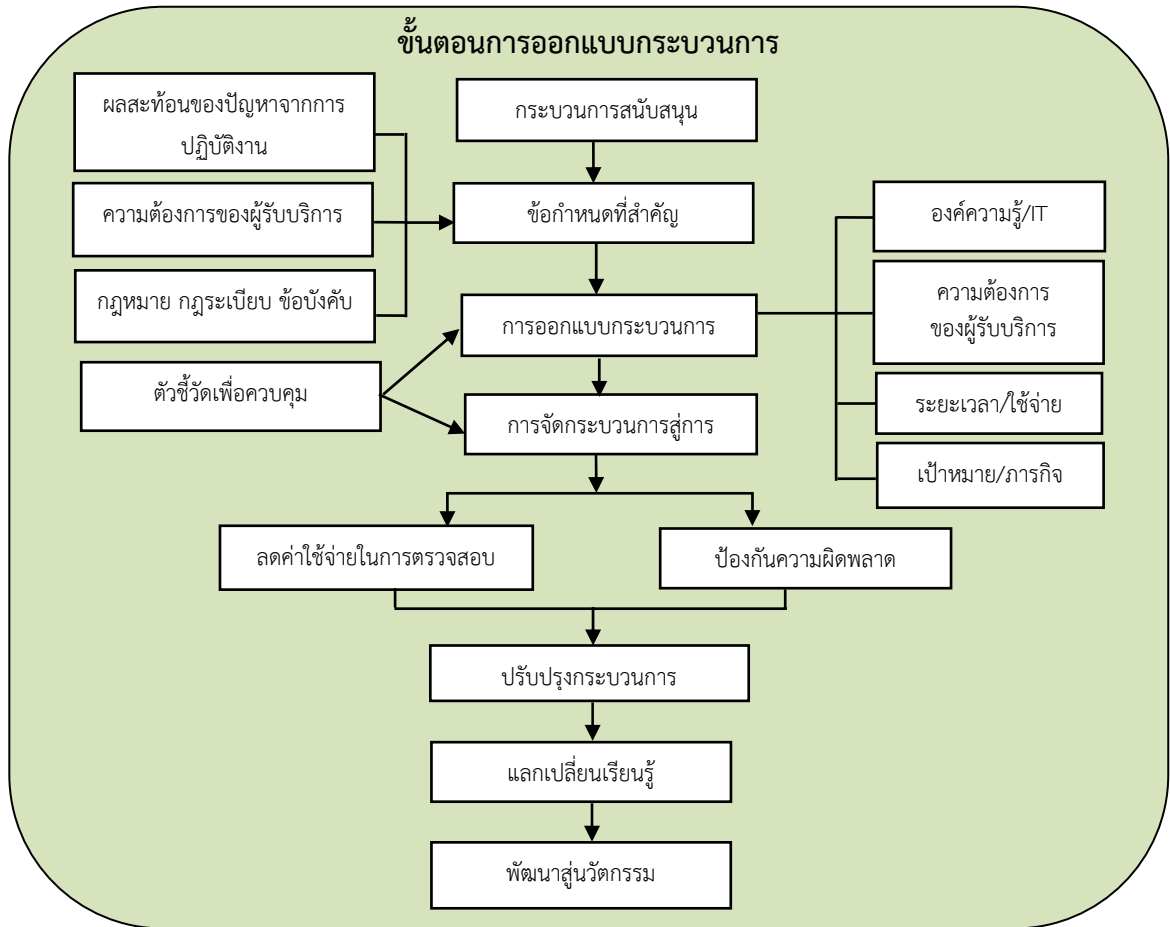 ขั้นตอนการออกแบบกระบวนการ
ผลสะท้อนของปัญหาจากการ
ปฏิบัติงาน
กระบวนการสนับสนุน
ความต้องการของผู้รับบริการ
ข้อกำหนดที่สำคัญ
องค์ความรู้/IT
กฎหมาย กฎระเบียบ ข้อบังคับ
การออกแบบกระบวนการ
ความต้องการ
ของผู้รับบริการ
ตัวชี้วัดเพื่อควบคุม
การจัดกระบวนการสู่การ
ระยะเวลา/ใช้จ่าย
เป้าหมาย/ภารกิจ
ลดค่าใช้จ่ายในการตรวจสอบ
ป้องกันความผิดพลาด
ปรับปรุงกระบวนการ
แลกเปลี่ยนเรียนรู้
พัฒนาสู่นวัตกรรม